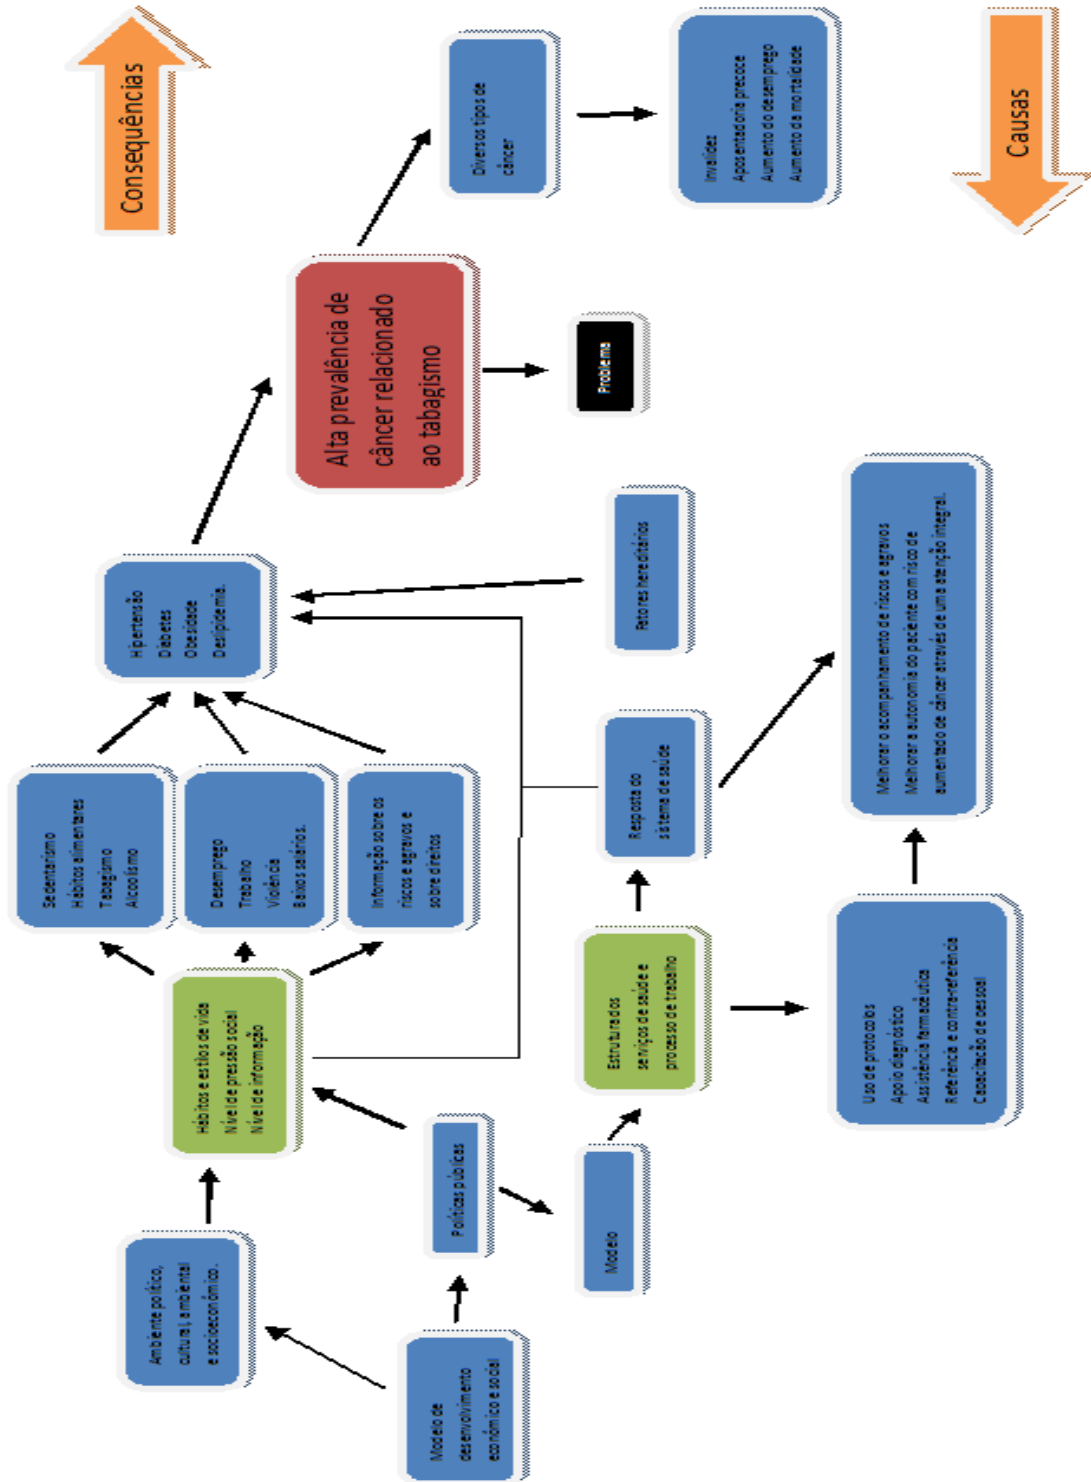 Modelo de
desenvolvimento
econômico e social
Ambiente político,
cultural, ambiental
e socioeconómico.
Políticas públicas
Modelo
Hábitos e estilos de vida
Nível de pressão social
Nível de informação
Estrutura dos
serviços de saúde e
processo de trabalho
Sedentarismo
Hábitos alimentares
Tabagismo
Alcoolismo
Desemprego
Trabalho
Violência
Baixos salários.
Informação sobre os
riscos e agravos e
sobre direitos
Resposta do
sistema de saúde
Uso de protocolos
Apoio diagnóstico
Assistência farmacêutica
Referência e contra-referência
Capacitação de pessoal
Hipertensão
Diabetes
Obesidade
Deslipidemia.
Fatores hereditários
Melhorar o acompanhamento de riscos e agravos
Melhorar a autonomia do paciente com risco de
aumentado de câncer através de uma atenção integral.
Alta prevalência de
câncer relacionado
ao tabagismo
Problema
Diversos tipos de
câncer
Invalidez
Aposentadoria precoce
Aumento do desemprego
Aumento da mortalidade
Consequências
Causas